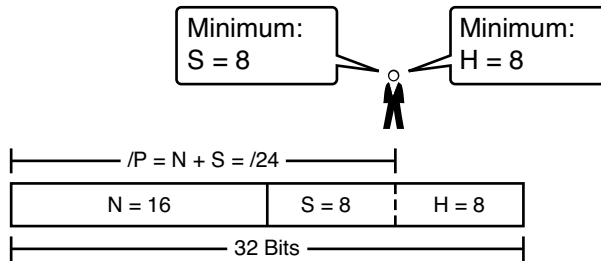 Minimum:
S = 8
Minimum:
H = 8
/P = N + S = /24
N = 16
S = 8
H = 8
32 Bits